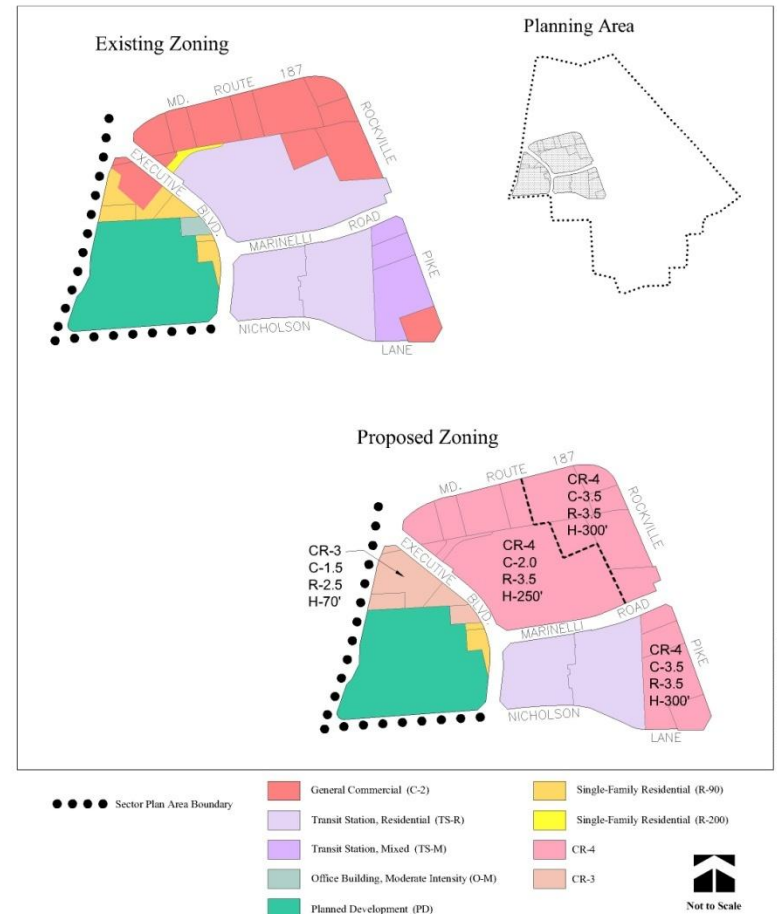 Existing Zoning
MD. ROUTE 187
ROCKVILLE
EXECUTIVE
BLVD.
MARINELLI ROAD
PIKE
NICHOLSON
LANE
Planning Area
Proposed Zoning
MD. ROUTE 187
ROCKVILLE
CR-4
C-3.5
R-3.5
H-300'
CR-3
C-1.5
R-2.5
H-70'
EXECUTIVE
BLVD.
CR-4
C-2.0
R-3.5
H-250'
MARINELLI ROAD
CR-4
C-3.5
R-3.5
H-300'
PIKE
NICHOLSON
LANE
Sector Plan Area Boundary
General Commercial (C-2)
Transit Station, Residential (TS-R)
Transit Station, Mixed (TS-M)
Office Building, Moderate Intensity (O-M)
Planned Development (PD)
Single-Family Residential (R-90)
Single-Family Residential (R-200)
CR-4
CR-3
Not to Scale